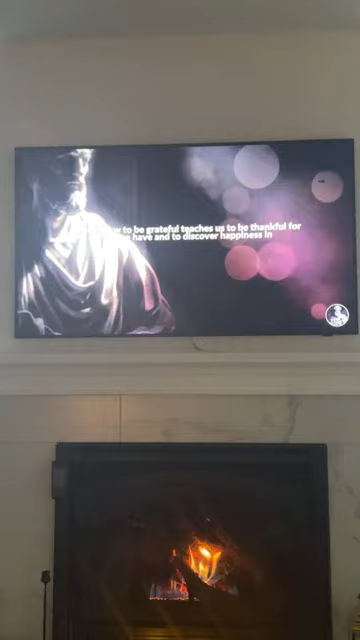 to be grateful teaches us to be thankful for
have and to discover happiness in